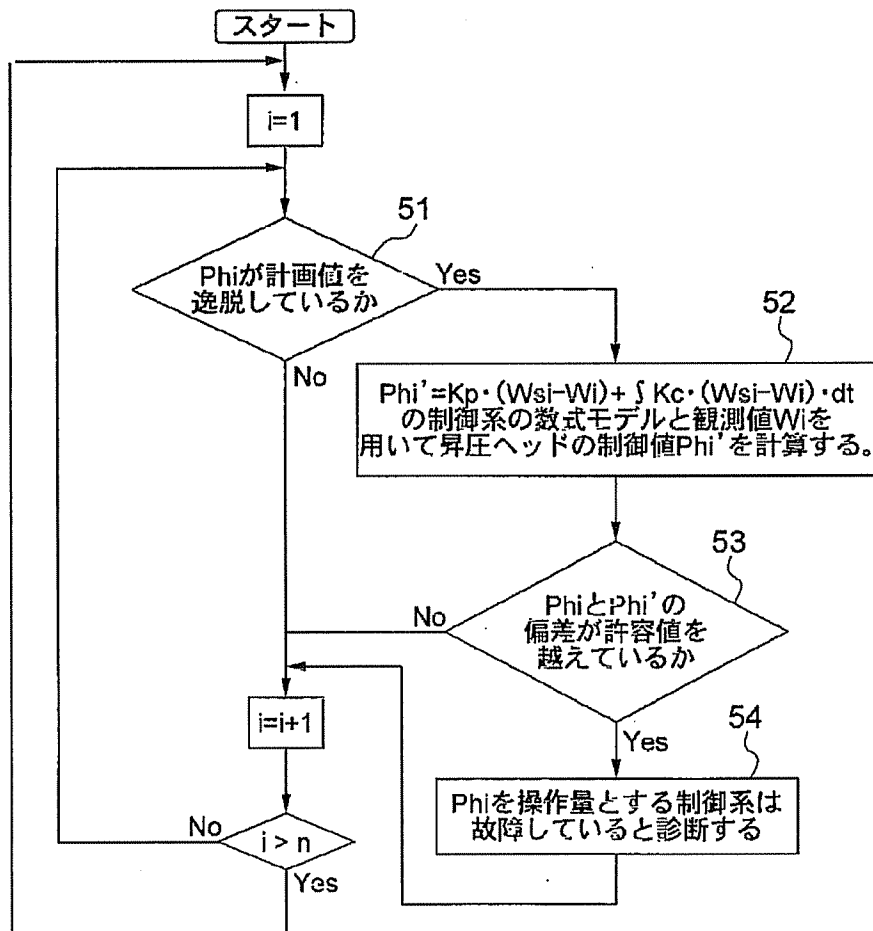 スタート
i=1
51
Phiが計画値を
逸脱しているか
Yes
No
52
Phi'=Kp・(Wsi-Wi)+∫Kc・(Wsi-Wi)・dt
の制御系の数式モデルと観測値Wiを
用いて昇圧ヘッドの制御値Phi'を計算する。
53
PhiとPhi'の
偏差が許容値を
越えているか
No
Yes
54
Phiを操作量とする制御系は
故障していると診断する
i=i+1
i > n
No
Yes